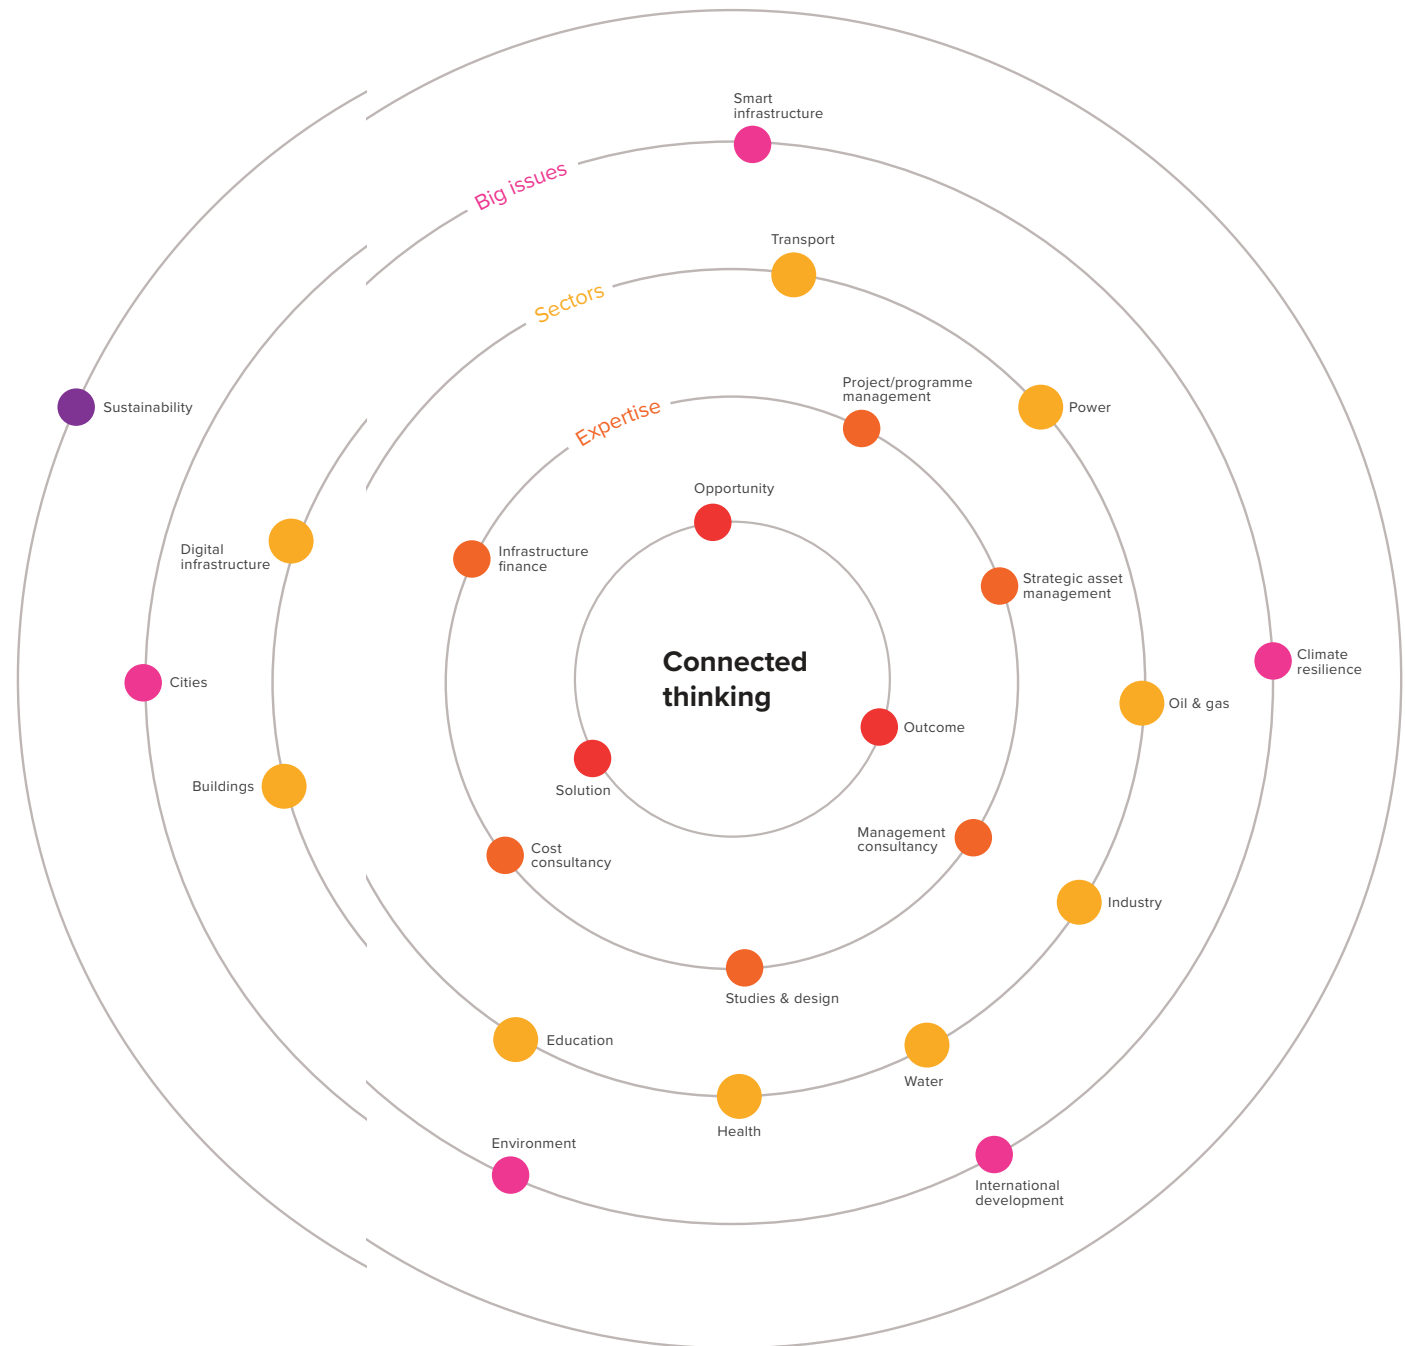 Smart
infrastructure
Big issues
Transport
Sectors
Project/programme
management
Power
Sustainability
Expertise
Opportunity
Digital
infrastructure
Infrastructure
finance
Strategic asset
management
Connected
thinking
Climate
resilience
Cities
Oil & gas
Outcome
Buildings
Solution
Management
consultancy
Cost
consultancy
Industry
Studies & design
Education
Water
Health
Environment
International
development